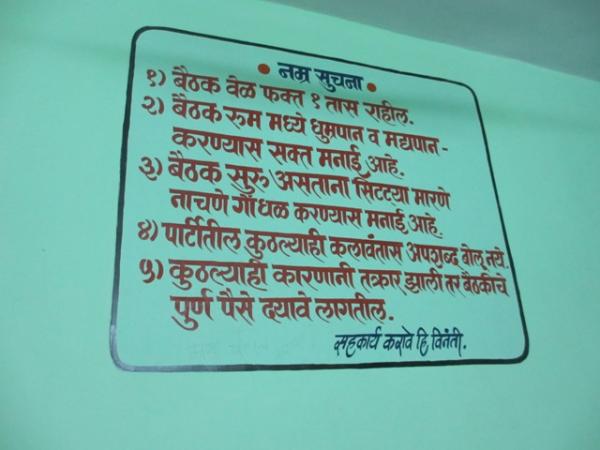 • नम्र सुचना •
१) बैठक वेळ फक्त १ तास राहील.
२) बैठक रुम मध्ये धुम्रपान व मद्यपान -
करण्यास सक्त मनाई आहे.
३) बैठक सुरु असताना सिटट्या मारणे
नाचणे गोंधळ करण्यास मनाई आहे.
४) पार्टीतील कुठल्याही कलावंतास अपशब्द बोलू नये.
५) कुठल्याही कारणानी तक्रार झाली तर बैठकीचे
पुर्ण पैसे दयावे लागतील.
सहकार्य करावे हि विनंती.